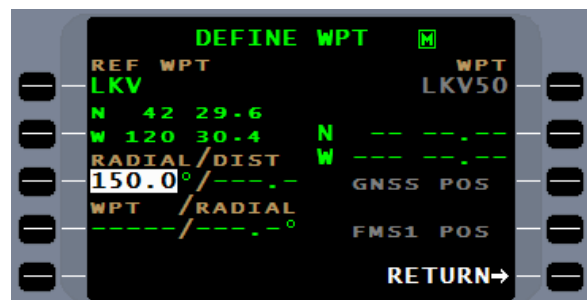 DEFINE WPT M
REF WPT WPT
LKV LKV50
N 42 29.6
W 120 30.4 N -- --.--
RADIAL/DIST W --- --.--
150.0°/---.- GNSS POS
WPT /RADIAL
-----/---.-° FMS1 POS
RETURN→